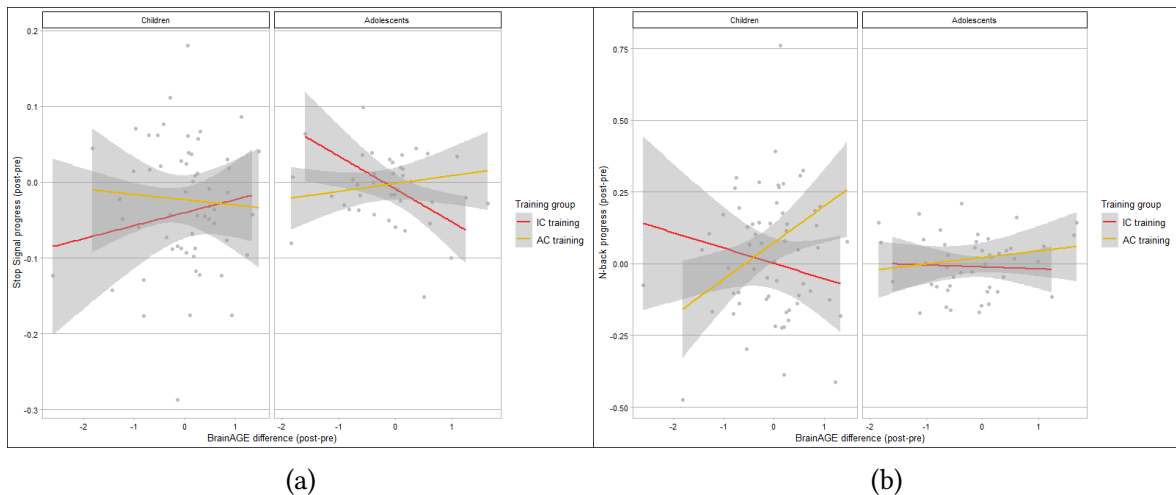 Children Adolescents
0.2
0.1
0.0
-0.1
-0.2
-0.3
Stop Signal progress (post-pre)
-2 -1 0 1 -2 -1 0 1
BrainAGE difference (post-pre)
Training group
IC training
AC training
(a)
Children Adolescents
0.75
0.50
0.25
0.00
-0.25
-0.50
N-back progress (post-pre)
-2 -1 0 1 -2 -1 0 1
BrainAGE difference (post-pre)
Training group
IC training
AC training
(b)